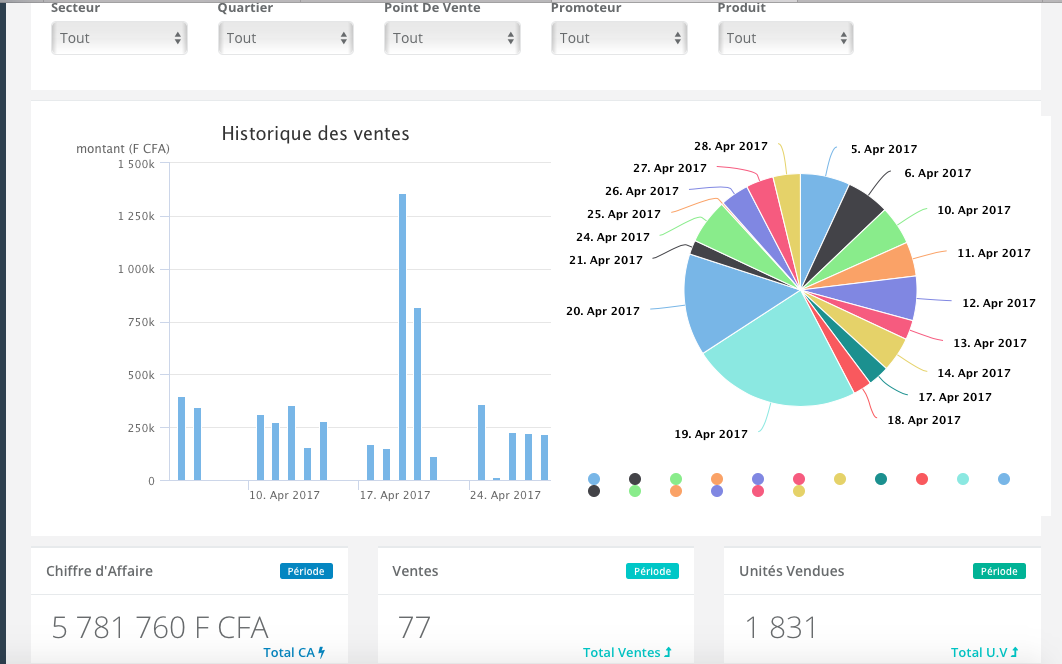 Secteur Quartier Point De Vente Promoteur Produit
Tout Tout Tout Tout Tout
Historique des ventes
montant (F CFA)
1 500k
1 250k
1 000k
750k
500k
250k
0
10. Apr 2017 17. Apr 2017 24. Apr 2017
28. Apr 2017
27. Apr 2017
26. Apr 2017
25. Apr 2017
24. Apr 2017
21. Apr 2017
20. Apr 2017
19. Apr 2017
5. Apr 2017
6. Apr 2017
10. Apr 2017
11. Apr 2017
12. Apr 2017
13. Apr 2017
14. Apr 2017
17. Apr 2017
18. Apr 2017
Chiffre d'Affaire Période
5 781 760 F CFA
Total CA
Ventes Période
77
Total Ventes
Unités Vendues Période
1 831
Total U.V